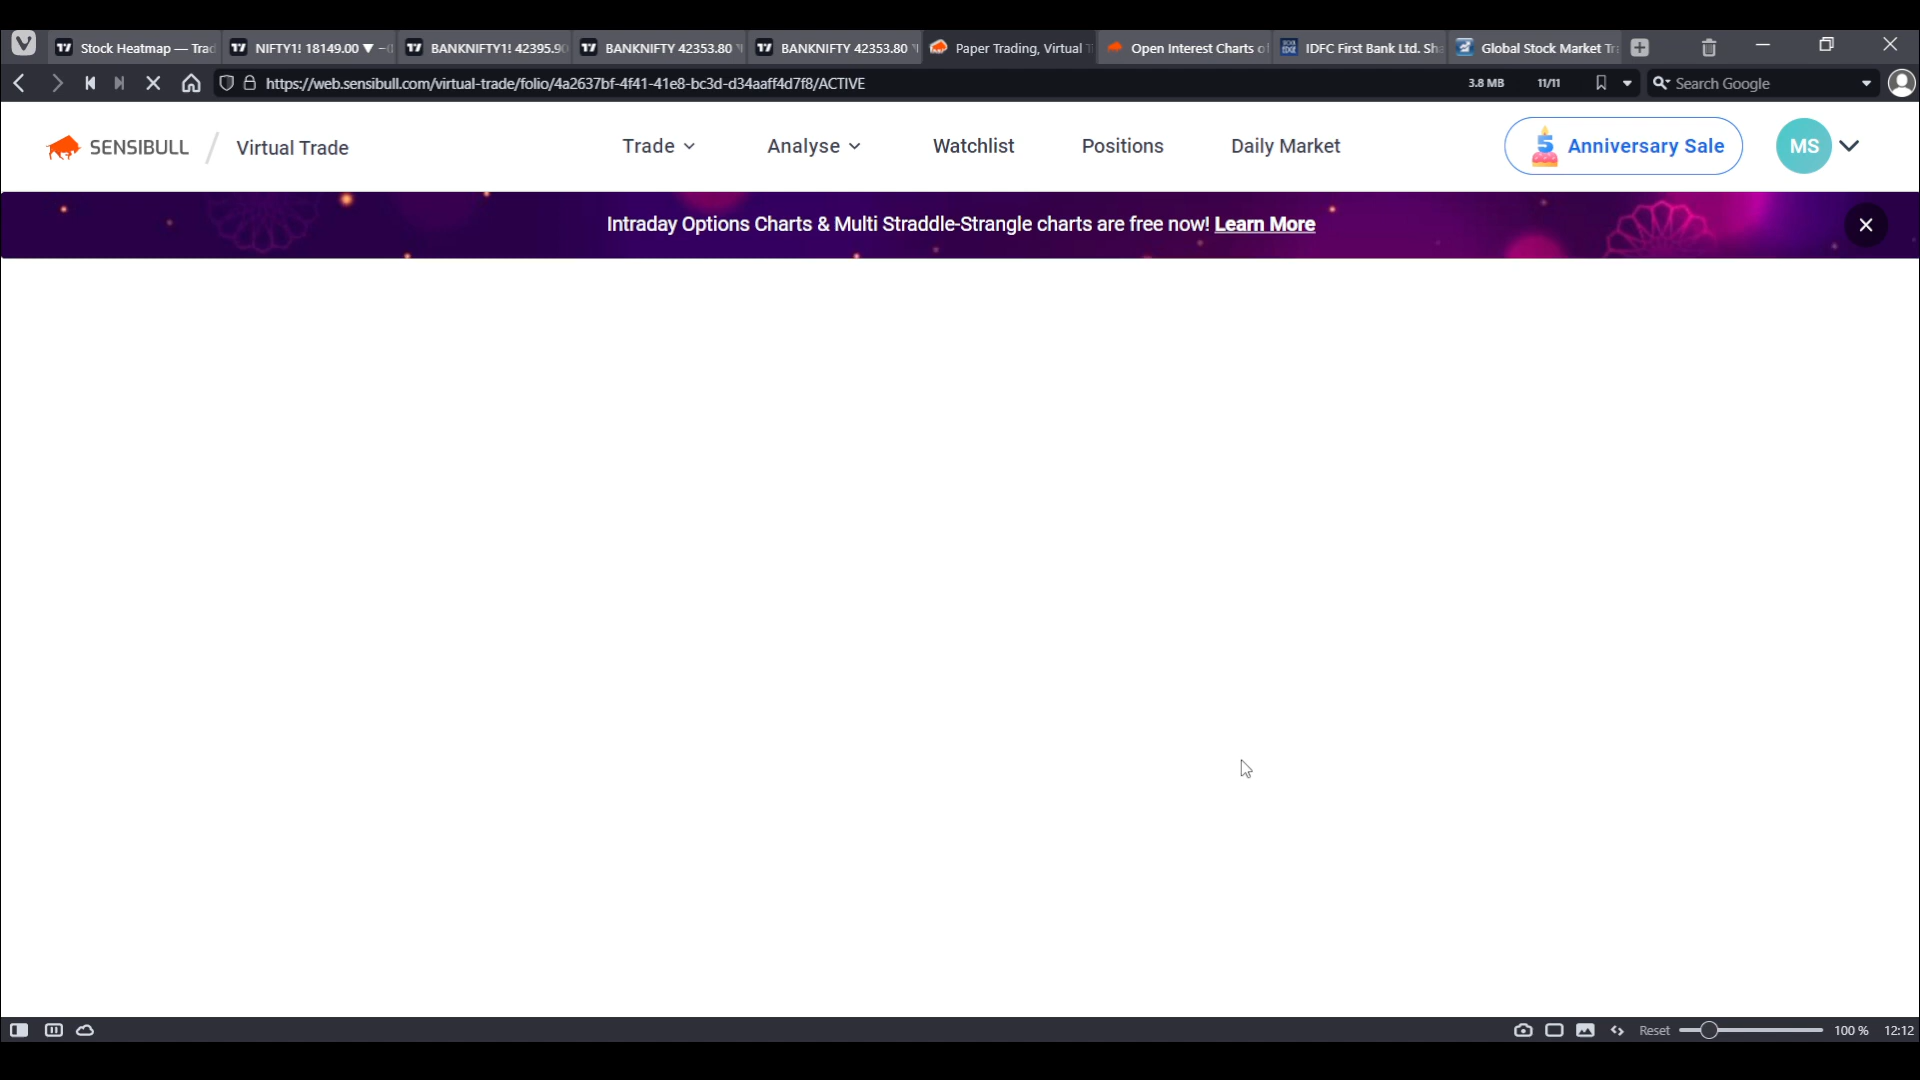 Stock Heatmap — Trad
NIFTY1! 18149.00 ▼ −
BANKNIFTY1! 42395.90
BANKNIFTY 42353.80
BANKNIFTY 42353.80
Paper Trading, Virtual T
Open Interest Charts o
IDFC First Bank Ltd. Sh
Global Stock Market Tr
https://web.sensibull.com/virtual-trade/folio/4a2637bf-4f41-41e8-bc3d-d34aaff4d7f8/ACTIVE
3.8 MB
11/11
Search Google
SENSIBULL / Virtual Trade
Trade
Analyse
Watchlist
Positions
Daily Market
5 Anniversary Sale
MS
Intraday Options Charts & Multi Straddle-Strangle charts are free now! Learn More
Reset
100 %
12:12